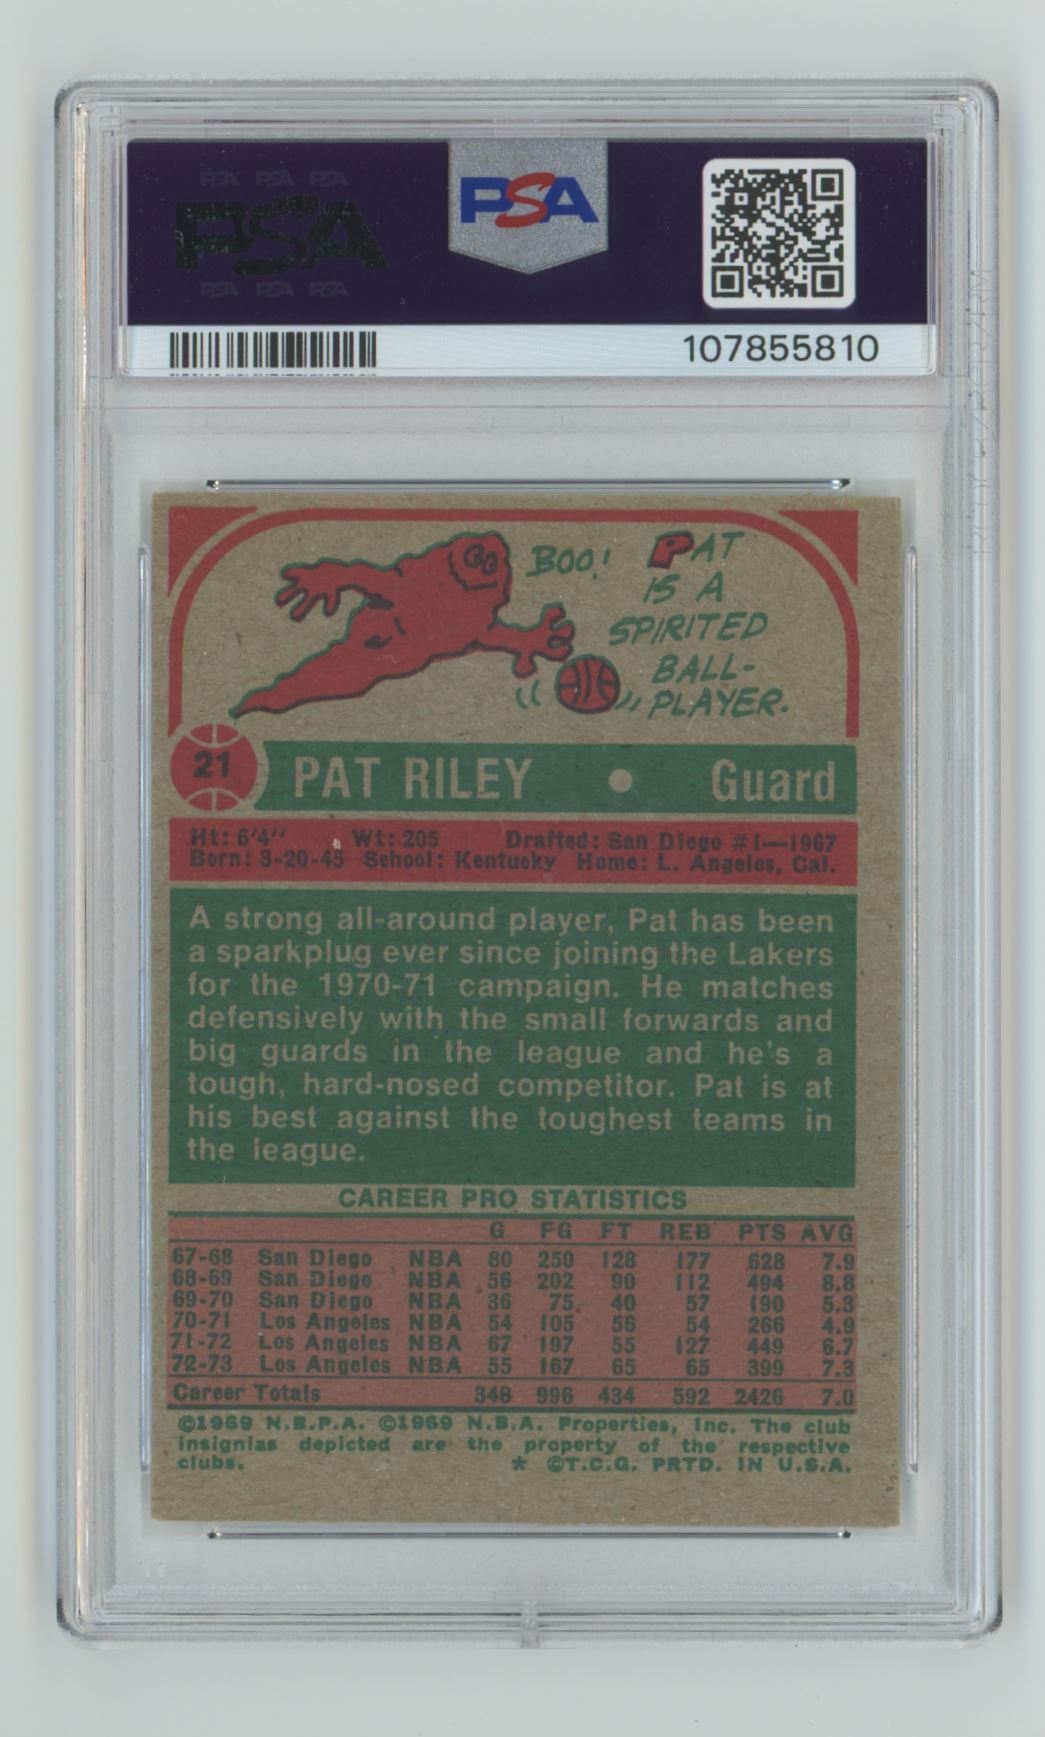 PSA PSA PSA
PSA
PSA PSA PSA
PSA
107855810
BOO! PAT
IS A
SPIRITED
BALL-
PLAYER.
21
PAT RILEY • Guard
Ht: 6'4" Wt: 205 Drafted: San Diego #1—1967
Born: 3-20-45 School: Kentucky Home: L. Angeles, Cal.
A strong all-around player, Pat has been
a sparkplug ever since joining the Lakers
for the 1970-71 campaign. He matches
defensively with the small forwards and
big guards in the league and he's a
tough, hard-nosed competitor. Pat is at
his best against the toughest teams in
the league.
CAREER PRO STATISTICS
G FG FT REB PTS AVG
67-68 San Diego NBA 80 250 128 177 628 7.9
68-69 San Diego NBA 56 202 90 112 494 8.8
69-70 San Diego NBA 36 75 40 57 190 5.3
70-71 Los Angeles NBA 54 105 56 54 266 4.9
71-72 Los Angeles NBA 67 197 55 127 449 6.7
72-73 Los Angeles NBA 55 167 65 65 399 7.3
Career Totals 348 996 434 592 2426 7.0
©1969 N.B.P.A. ©1969 N.B.A. Properties, Inc. The club
insignias depicted are the property of the respective
clubs. * ©T.C.G. PRTD. IN U.S.A.